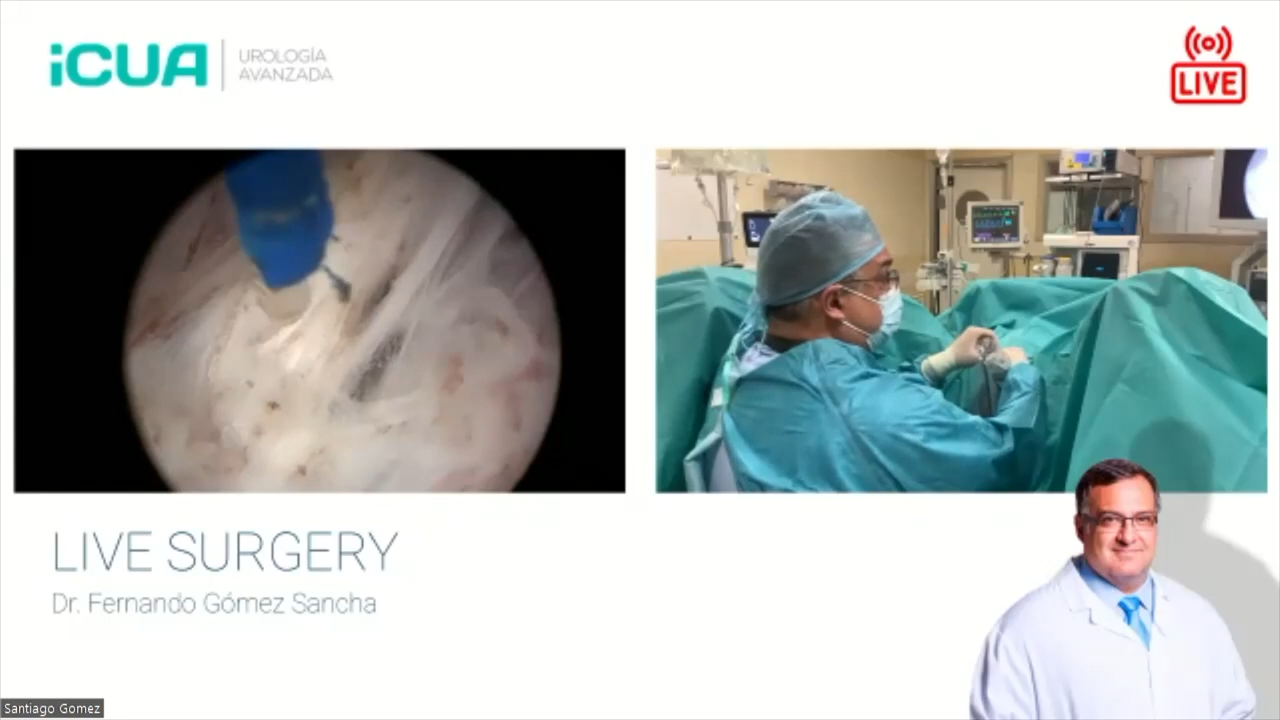 iCUA
UROLOGÍA
AVANZADA
LIVE
LIVE SURGERY
Dr. Fernando Gómez Sancha
Santiago Gomez